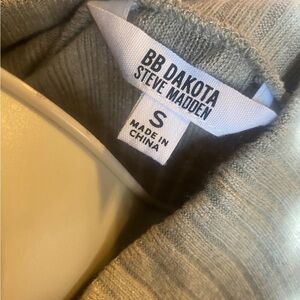 BB DAKOTA
STEVE MADDEN
S
MADE IN
CHINA